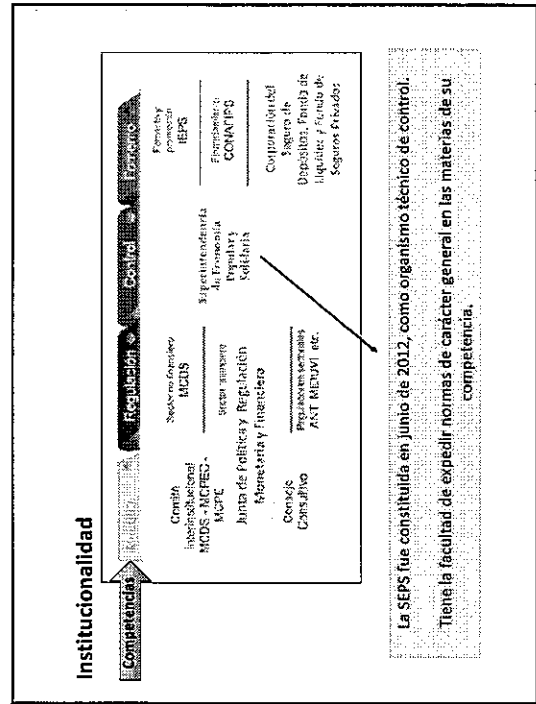 Institucionalidad
Competencias
Regulación
Control
Fomento
Comité
Interinstitucional
MCDS - MCPEC -
MCPE
Consejo
Consultivo
Sector no financiero
MCDS
Sector financiero
Junta de Política y Regulación
Monetaria y Financiera
Reguladores sectoriales
ANT MIDUVI etc.
Superintendencia
de Economía
Popular y
Solidaria
Fomento y
promoción
IEPS
Financiamiento
CONAFIPS
Corporación del
Seguro de
Depósitos, Fondo de
Liquidez y Fondo de
Seguros Privados
La SEPS fue constituida en junio de 2012, como organismo técnico de control.
Tiene la facultad de expedir normas de carácter general en las materias de su
competencia.